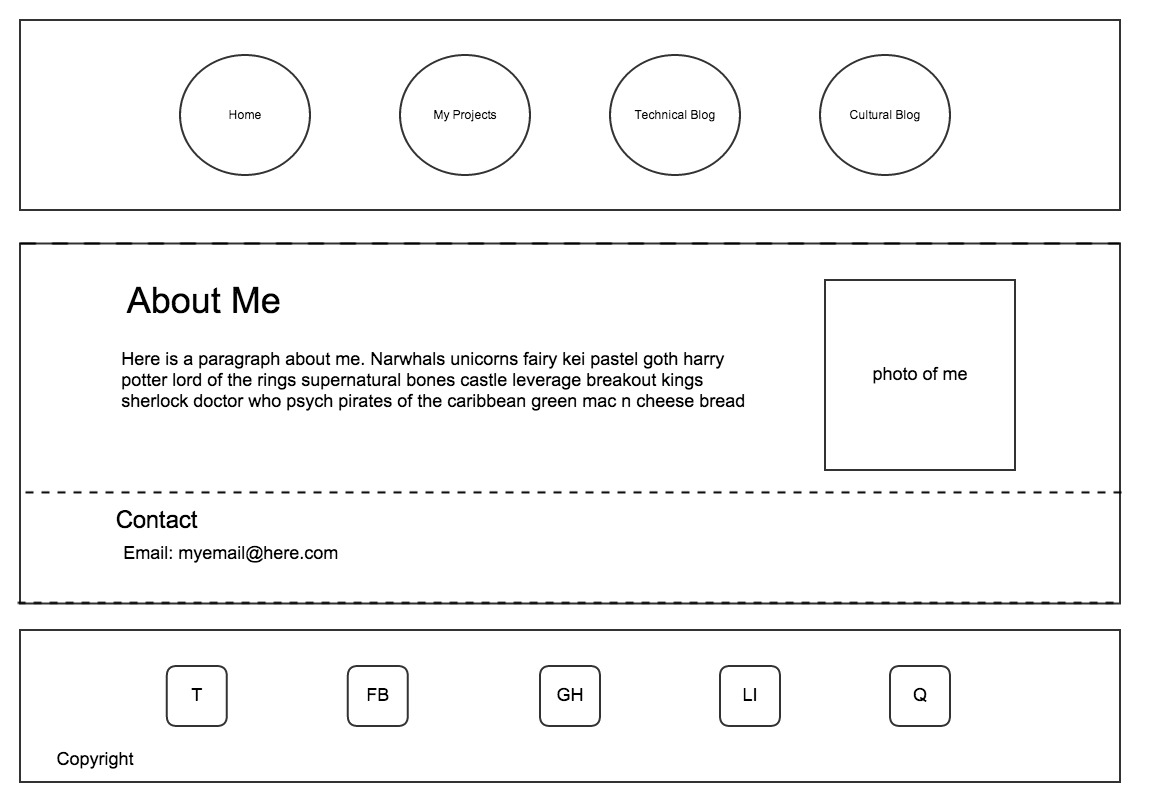 Home
My Projects
Technical Blog
Cultural Blog
About Me
Here is a paragraph about me. Narwhals unicorns fairy kei pastel goth harry
potter lord of the rings supernatural bones castle leverage breakout kings
sherlock doctor who psych pirates of the caribbean green mac n cheese bread
photo of me
Contact
Email: myemail@here.com
T
FB
GH
LI
Q
Copyright